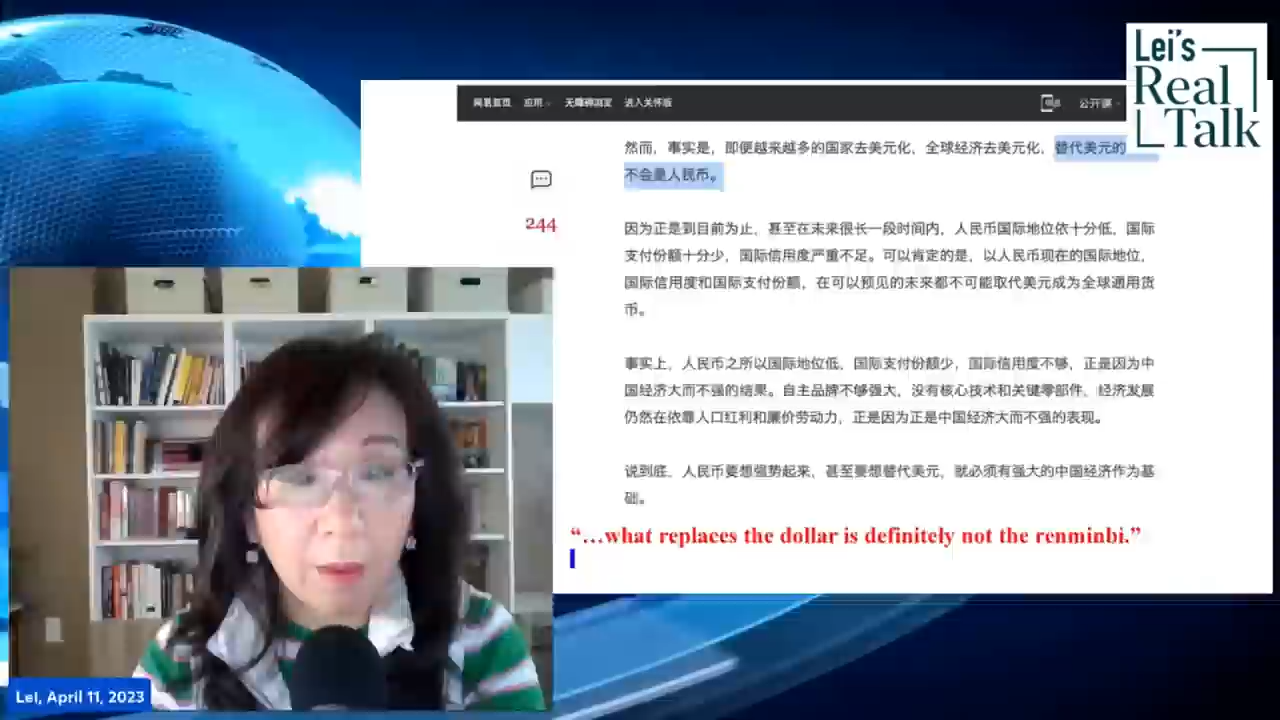 Lei's
Real
Talk
网易首页 应用 无障碍浏览 进入关怀版
公开课
然而，事实是，即便越来越多的国家去美元化，全球经济去美元化，替代美元的
不会是人民币。
244
因为正是到目前为止，甚至在未来很长一段时间内，人民币国际地位依十分低，国际
支付份额十分少，国际信用度严重不足。可以肯定的是，以人民币现在的国际地位，
国际信用度和国际支付份额，在可以预见的未来都不可能取代美元成为全球通用货
币。
事实上，人民币之所以国际地位低，国际支付份额少，国际信用度不够，正是因为中
国经济大而不强的结果。自主品牌不够强大，没有核心技术和关键零部件，经济发展
仍然在依靠人口红利和廉价劳动力，正是因为正是中国经济大而不强的表现。
说到底，人民币要想强势起来，甚至要想替代美元，就必须有强大的中国经济作为基
础。
“…what replaces the dollar is definitely not the renminbi.”
Lei, April 11, 2023